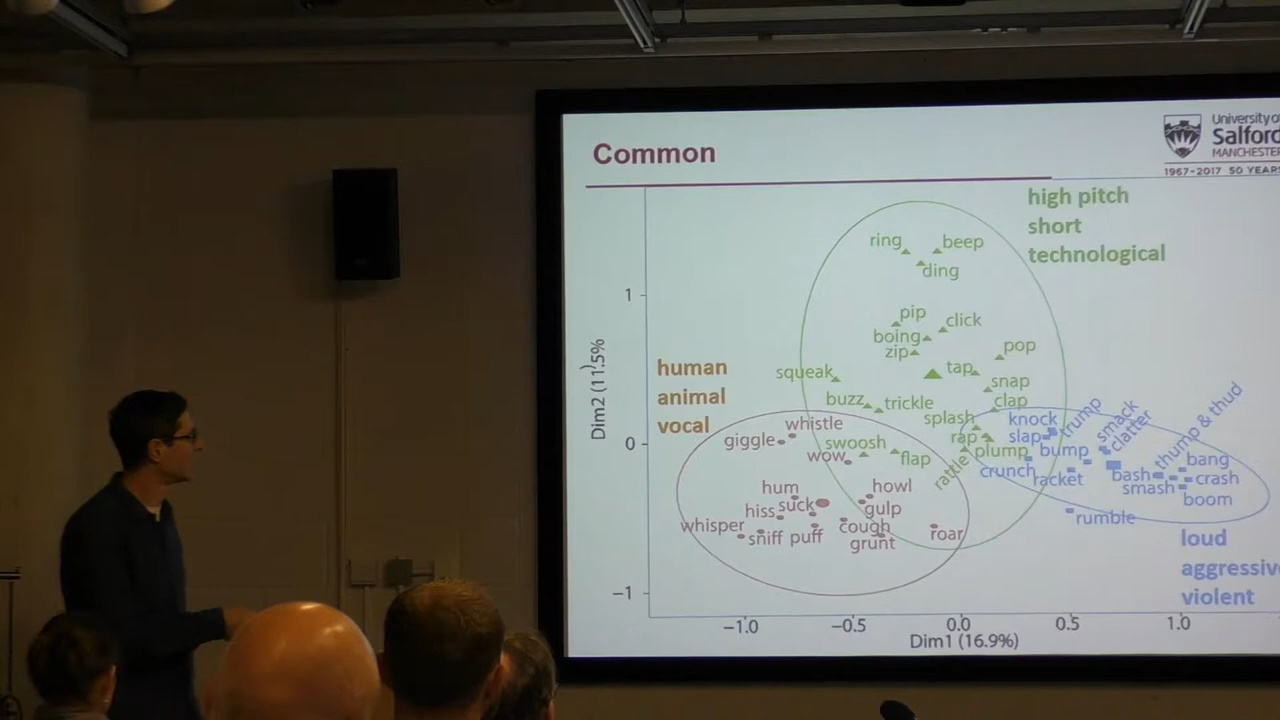 Common
University of
Salford
MANCHESTER
1967-2017 50 YEARS
high pitch
short
technological
ring
beep
ding
1
pip
click
boing
zip
pop
Dim2 (11.5%)
human
animal
vocal
squeak
tap
snap
buzz
trickle
clap
splash
knock
trump
smack
clatter
thump & thud
whistle
giggle
swoosh
rap
slap
0
wow
flap
plump
bump
bang
rattle
crunch
racket
bash
crash
smash
hum
howl
boom
hiss
suck
gulp
rumble
whisper
sniff
puff
cough
roar
grunt
loud
aggressive
violent
-1
-1.0
-0.5
0.0
0.5
1.0
Dim1 (16.9%)